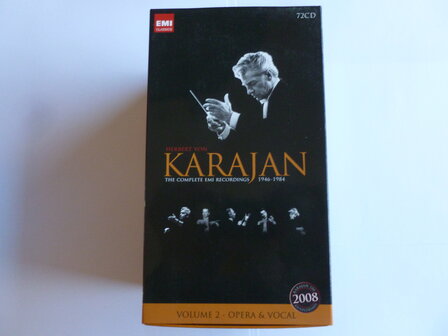 EMI
CLASSICS
72CD
HERBERT VON
KARAJAN
THE COMPLETE EMI RECORDINGS 1946-1984
VOLUME 2 - OPERA & VOCAL
2008